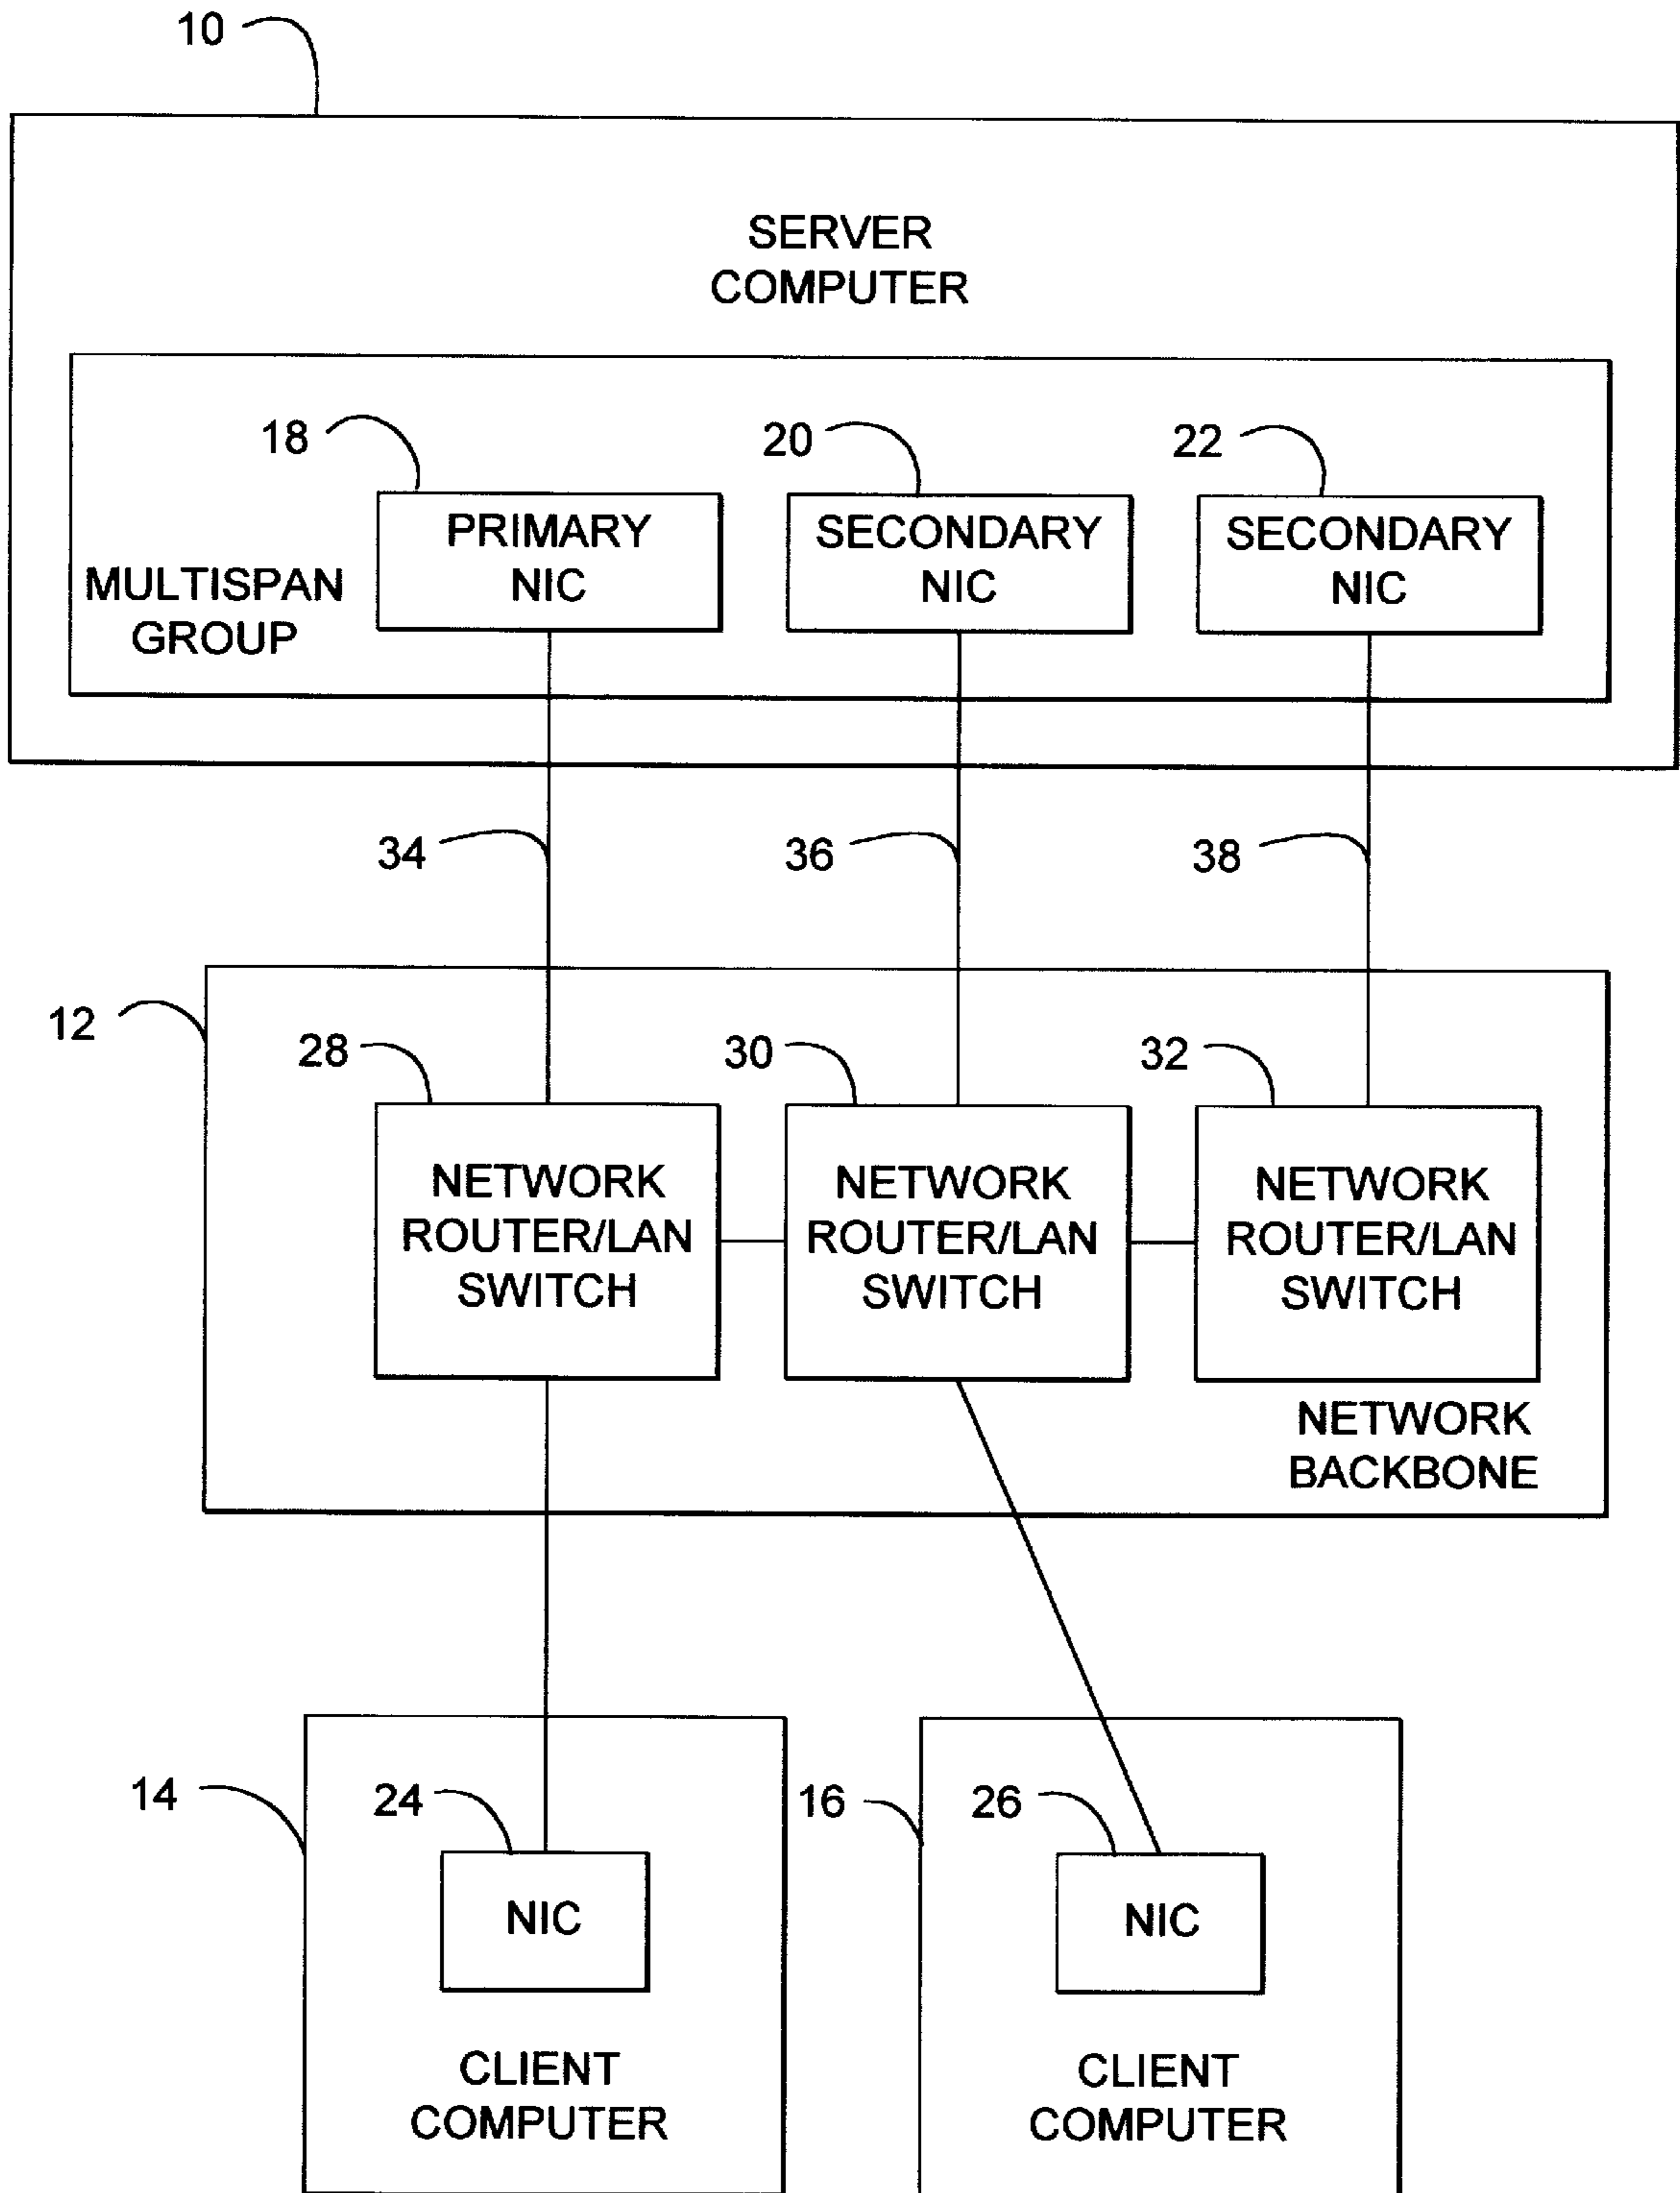 10
SERVER
COMPUTER
18
20
22
PRIMARY
NIC
SECONDARY
NIC
SECONDARY
NIC
MULTISPAN
GROUP
34
36
38
12
28
30
32
NETWORK
ROUTER/LAN
SWITCH
NETWORK
ROUTER/LAN
SWITCH
NETWORK
ROUTER/LAN
SWITCH
NETWORK
BACKBONE
14
24
16
26
NIC
NIC
CLIENT
COMPUTER
CLIENT
COMPUTER